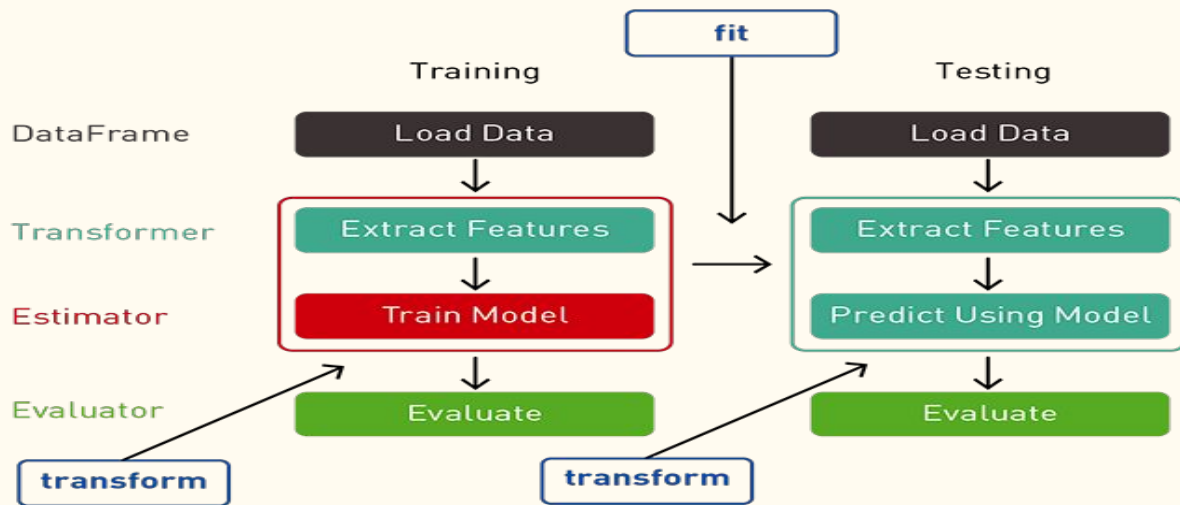 fit
Training
Testing
DataFrame
Load Data
Load Data
Transformer
Extract Features
Extract Features
Estimator
Train Model
Predict Using Model
Evaluator
Evaluate
Evaluate
transform
transform